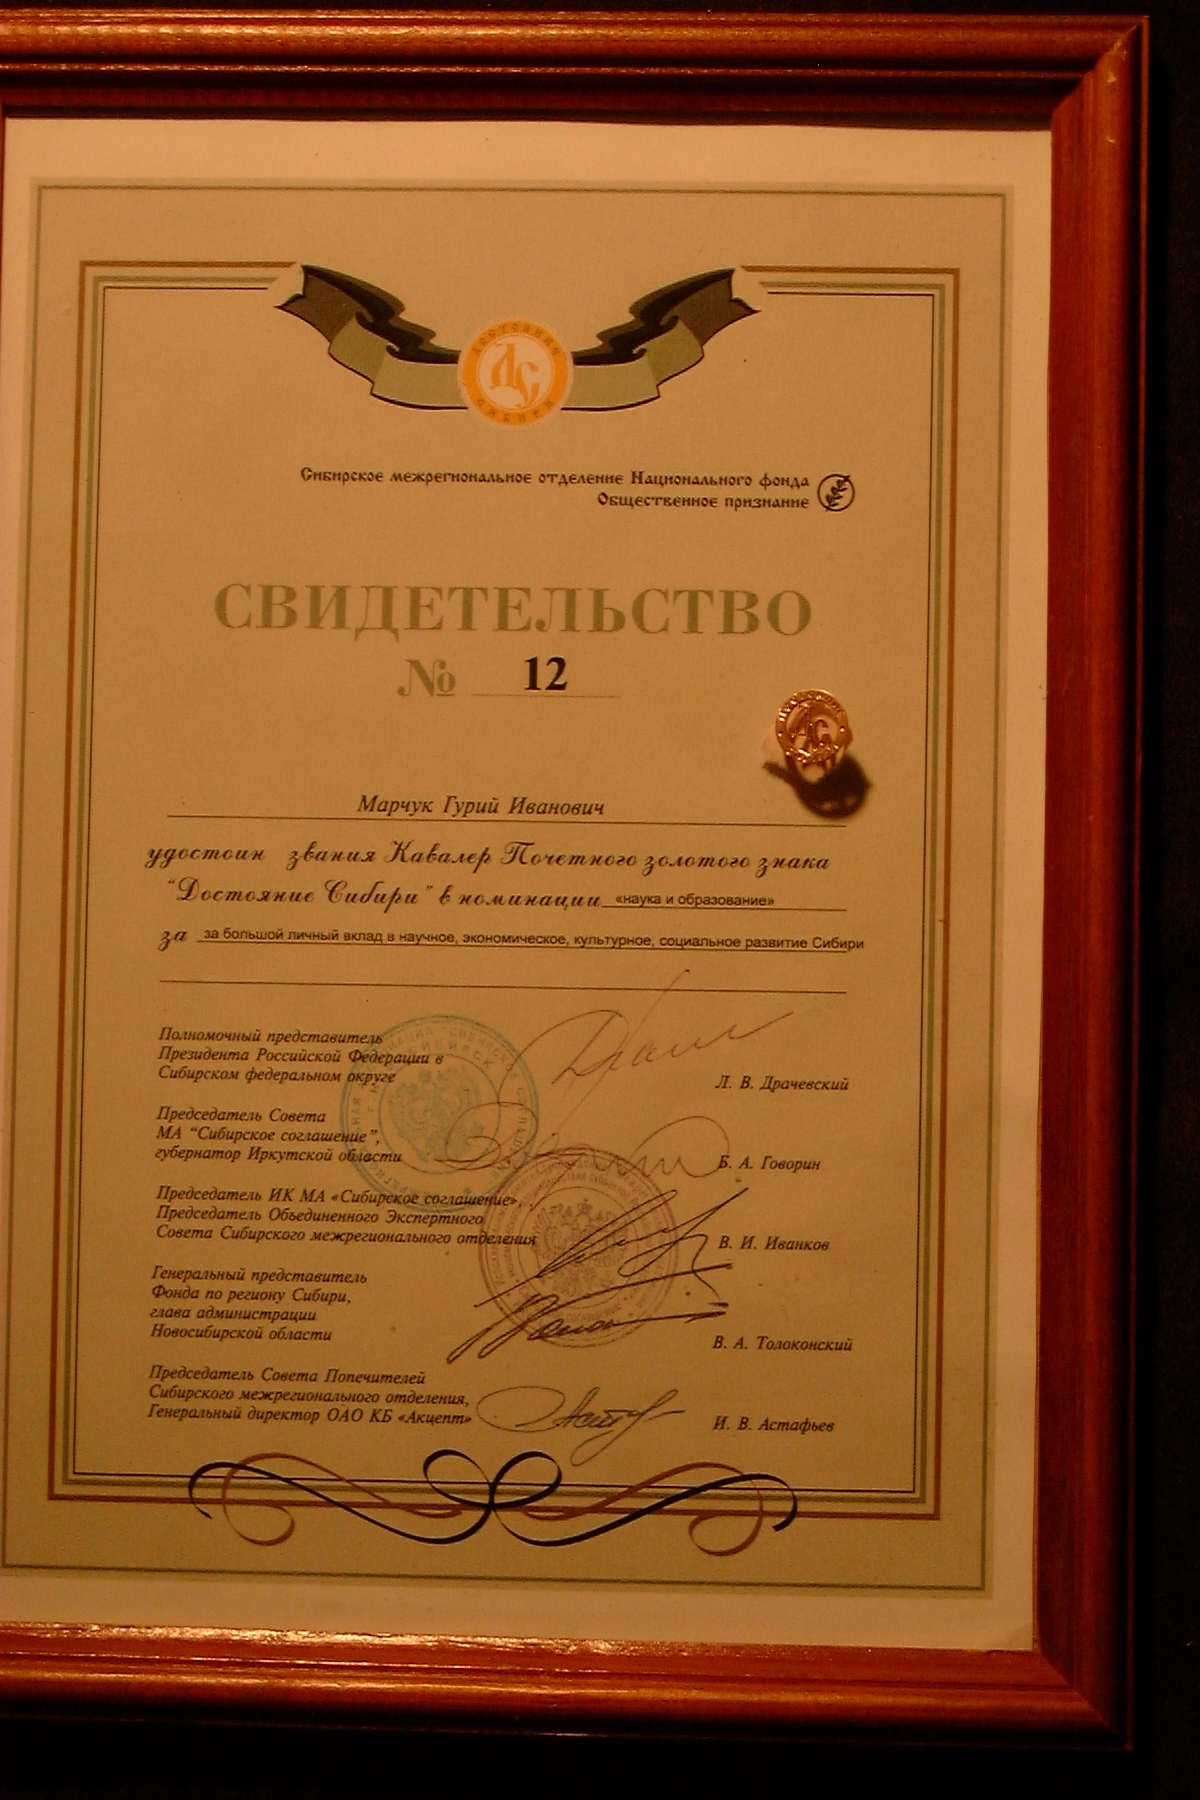 ДОСТОЯНИЕ
ДС
СИБИРИ
Сибирское межрегиональное отделение Национального фонда
Общественное признание
СВИДЕТЕЛЬСТВО
№ 12
Марчук Гурий Иванович
удостоин звания Кавалер Почетного золотого знака
“Достояние Сибири” в номинации «наука и образование»
за за большой личный вклад в научное, экономическое, культурное, социальное развитие Сибири
Полномочный представитель
Президента Российской Федерации в
Сибирском федеральном округе
Л. В. Драчевский
Председатель Совета
МА “Сибирское соглашение”,
губернатор Иркутской области
Б. А. Говорин
Председатель ИК МА «Сибирское соглашение»,
Председатель Объединенного Экспертного
Совета Сибирского межрегионального отделения
В. И. Иванков
Генеральный представитель
Фонда по региону Сибири,
глава администрации
Новосибирской области
В. А. Толоконский
Председатель Совета Попечителей
Сибирского межрегионального отделения,
Генеральный директор ОАО КБ «Акцепт»
И. В. Астафьев